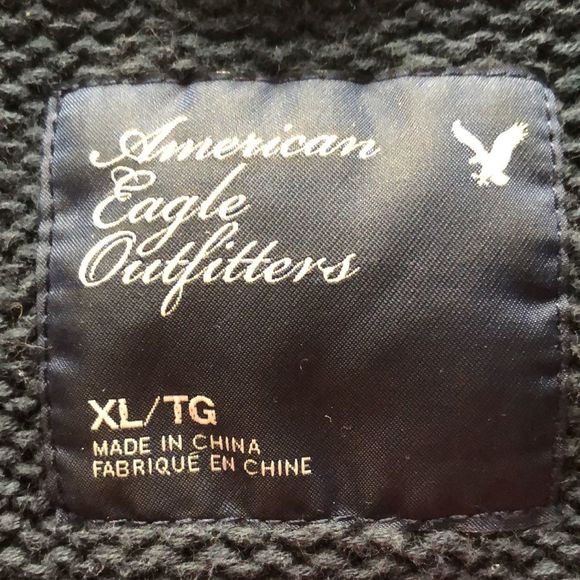 American
Eagle
Outfitters
XL/TG
MADE IN CHINA
FABRIQUÉ EN CHINE